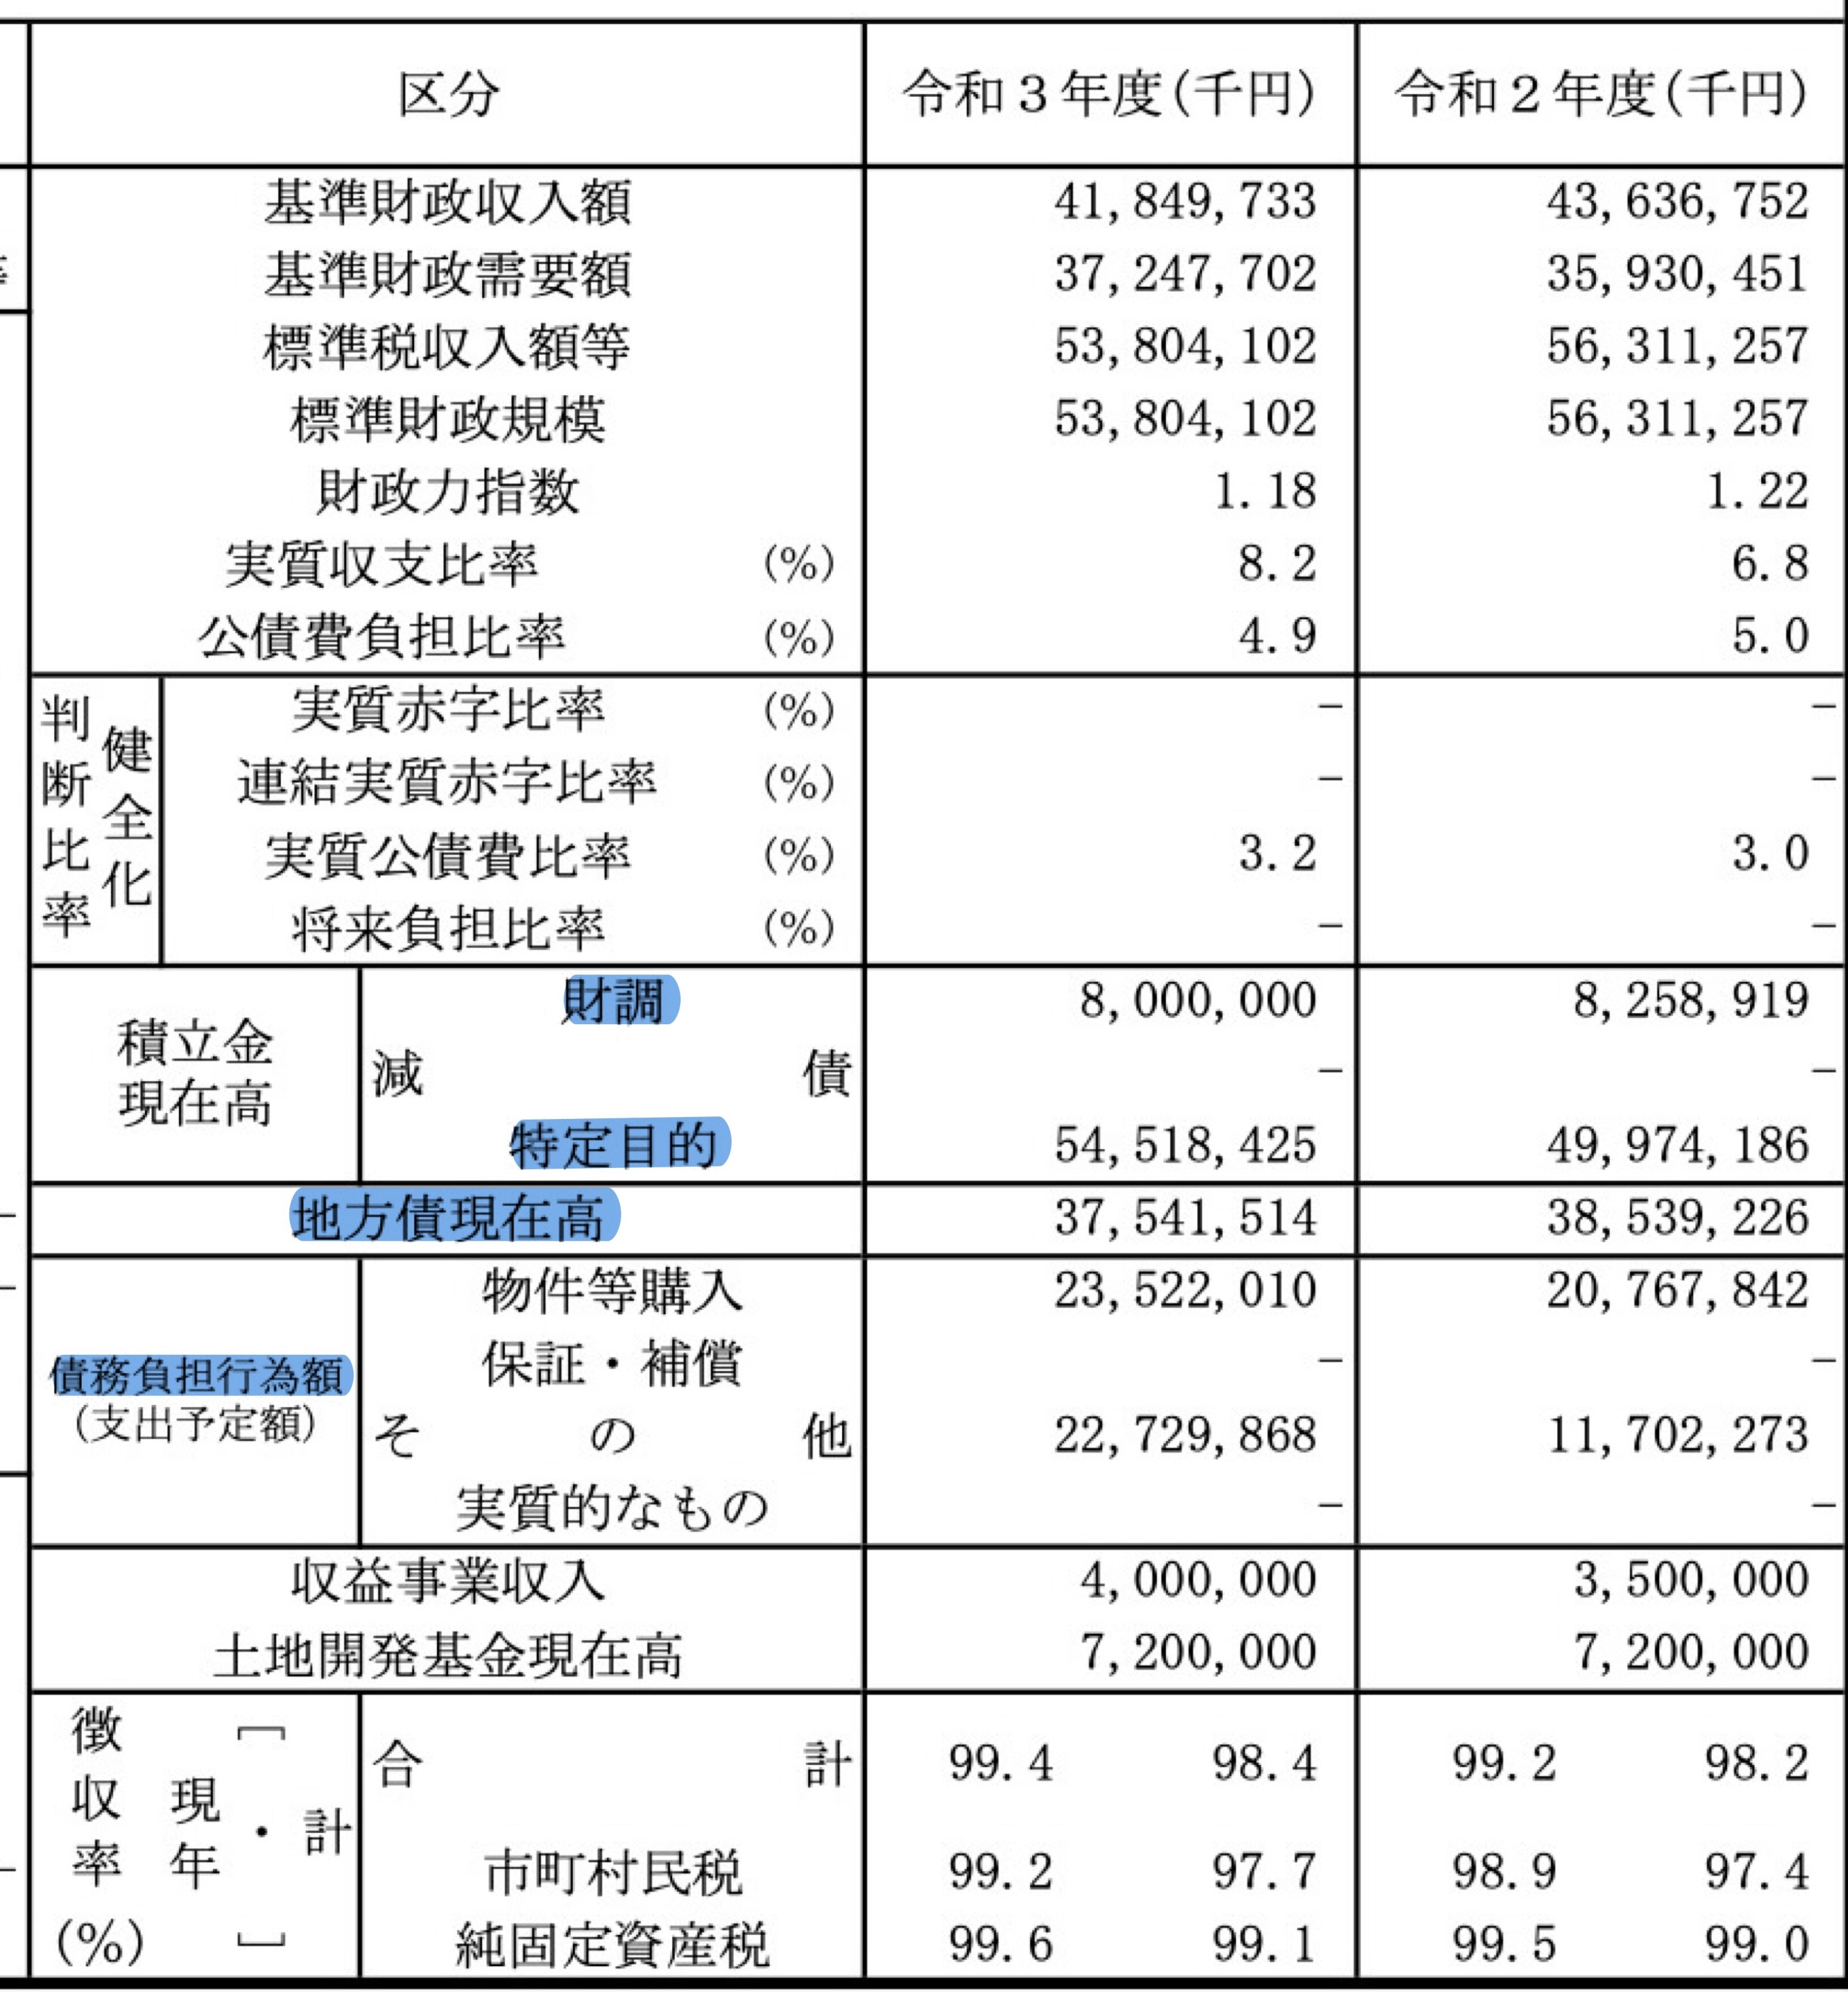 区分 令和３年度(千円) 令和２年度(千円)
基準財政収入額 41,849,733 43,636,752
基準財政需要額 37,247,702 35,930,451
標準税収入額等 53,804,102 56,311,257
標準財政規模 53,804,102 56,311,257
財政力指数 1.18 1.22
実質収支比率 (%) 8.2 6.8
公債費負担比率 (%) 4.9 5.0
健全化判断比率
実質赤字比率 (%) － －
連結実質赤字比率 (%) － －
実質公債費比率 (%) 3.2 3.0
将来負担比率 (%) － －
積立金
現在高
財調 8,000,000 8,258,919
減債 － －
特定目的 54,518,425 49,974,186
地方債現在高 37,541,514 38,539,226
債務負担行為額
(支出予定額)
物件等購入 23,522,010 20,767,842
保証・補償 － －
その他 22,729,868 11,702,273
実質的なもの － －
収益事業収入 4,000,000 3,500,000
土地開発基金現在高 7,200,000 7,200,000
徴収率(%)
［現年・計］
合計 99.4 98.4 99.2 98.2
市町村民税 99.2 97.7 98.9 97.4
純固定資産税 99.6 99.1 99.5 99.0